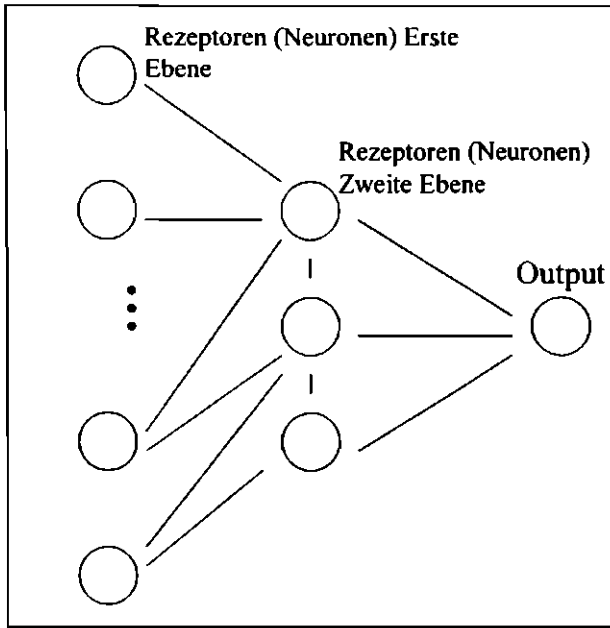 Rezeptoren (Neuronen) Erste
Ebene
Rezeptoren (Neuronen)
Zweite Ebene
Output